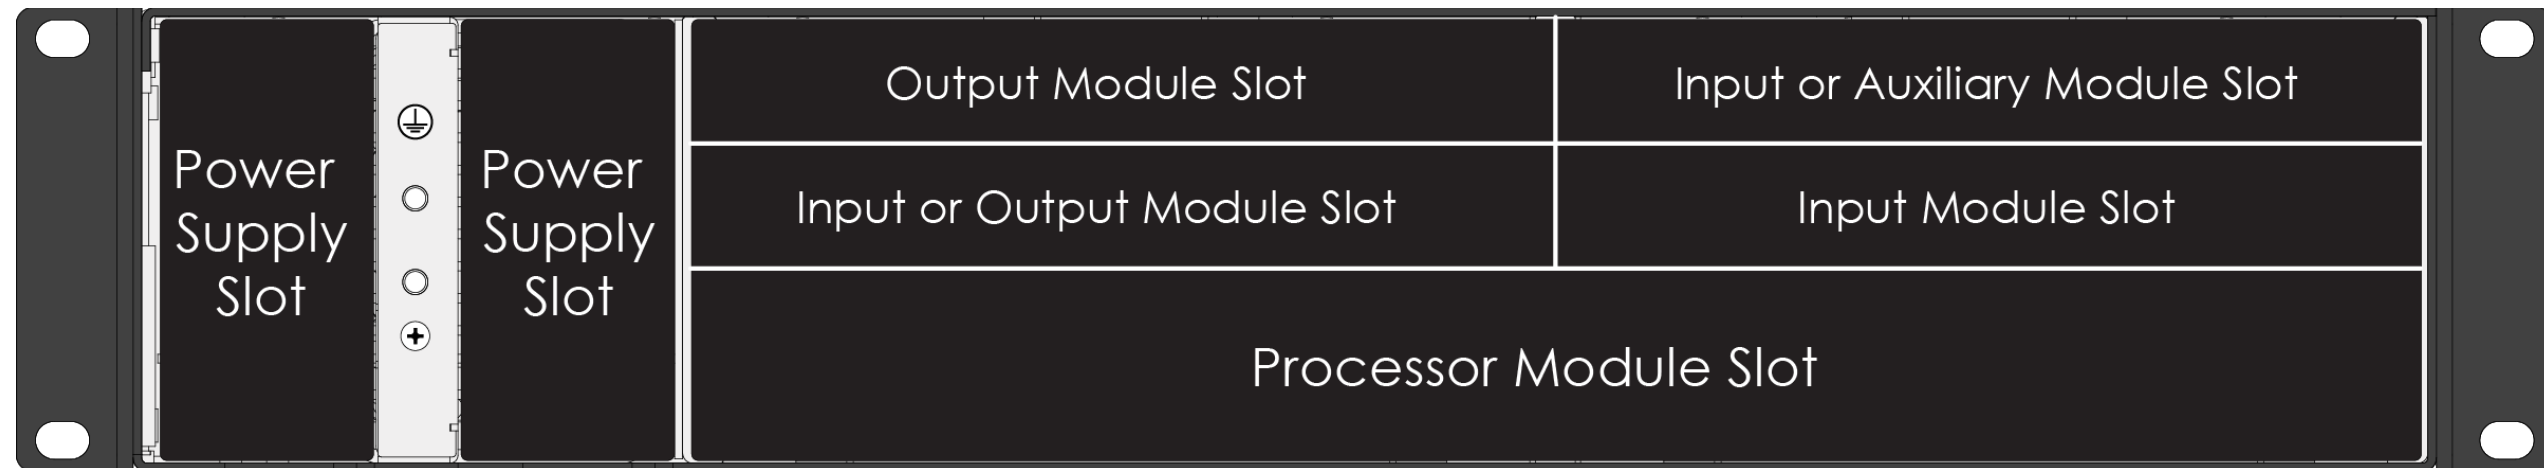 Power
Supply
Slot
Power
Supply
Slot
Output Module Slot
Input or Auxiliary Module Slot
Input or Output Module Slot
Input Module Slot
Processor Module Slot